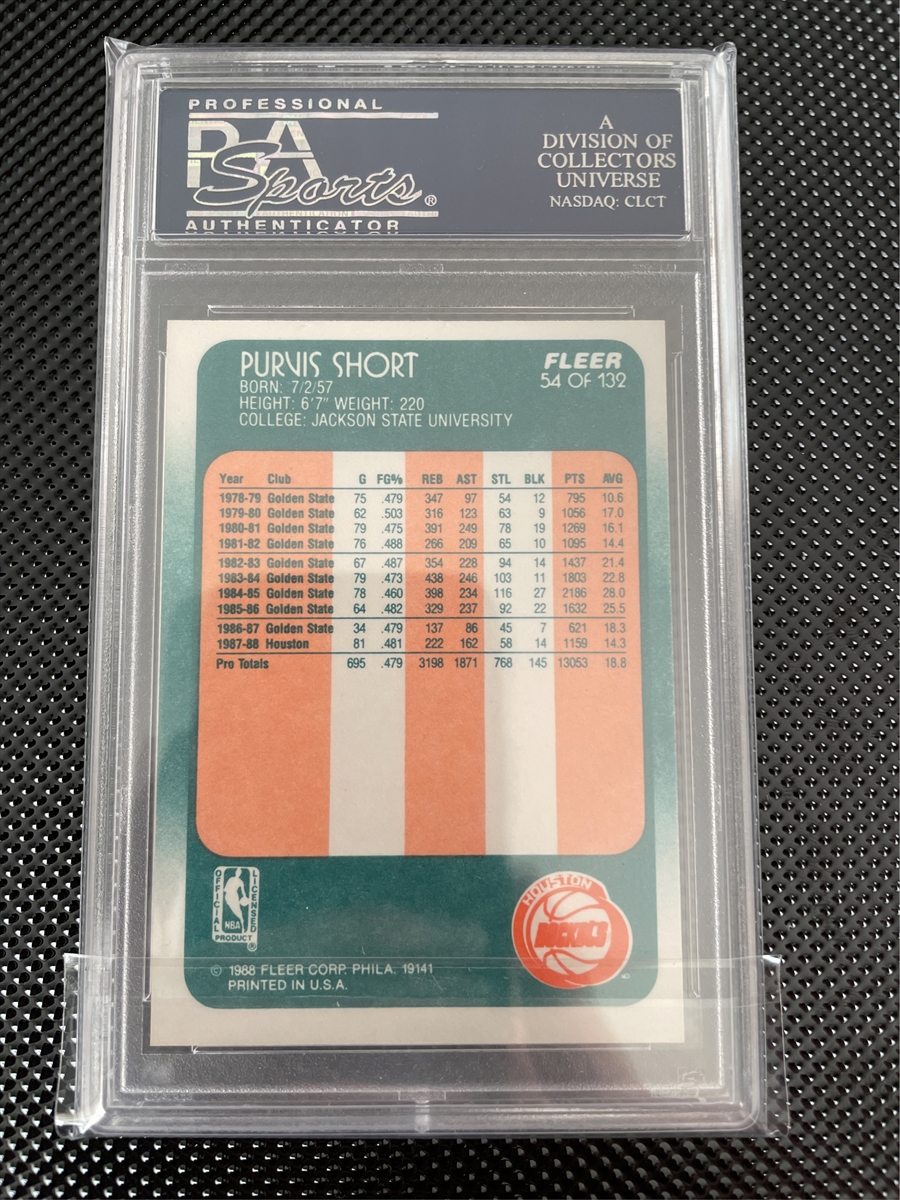 PROFESSIONAL
PSA
Sports®
AUTHENTICATOR
A
DIVISION OF
COLLECTORS
UNIVERSE
NASDAQ: CLCT
PURVIS SHORT
BORN: 7/2/57
HEIGHT: 6'7" WEIGHT: 220
COLLEGE: JACKSON STATE UNIVERSITY
FLEER
54 OF 132
Year Club G FG% REB AST STL BLK PTS AVG
1978-79 Golden State 75 .479 347 97 54 12 795 10.6
1979-80 Golden State 62 .503 316 123 63 9 1056 17.0
1980-81 Golden State 79 .475 391 249 78 19 1269 16.1
1981-82 Golden State 76 .488 266 209 65 10 1095 14.4
1982-83 Golden State 67 .487 354 228 94 14 1437 21.4
1983-84 Golden State 79 .473 438 246 103 11 1803 22.8
1984-85 Golden State 78 .460 398 234 116 27 2186 28.0
1985-86 Golden State 64 .482 329 237 92 22 1632 25.5
1986-87 Golden State 34 .479 137 86 45 7 621 18.3
1987-88 Houston 81 .481 222 162 58 14 1159 14.3
Pro Totals 695 .479 3198 1871 768 145 13053 18.8
OFFICIAL
LICENSED
NBA
PRODUCT ®
HOUSTON
ROCKETS
© 1988 FLEER CORP. PHILA. 19141
PRINTED IN U.S.A.